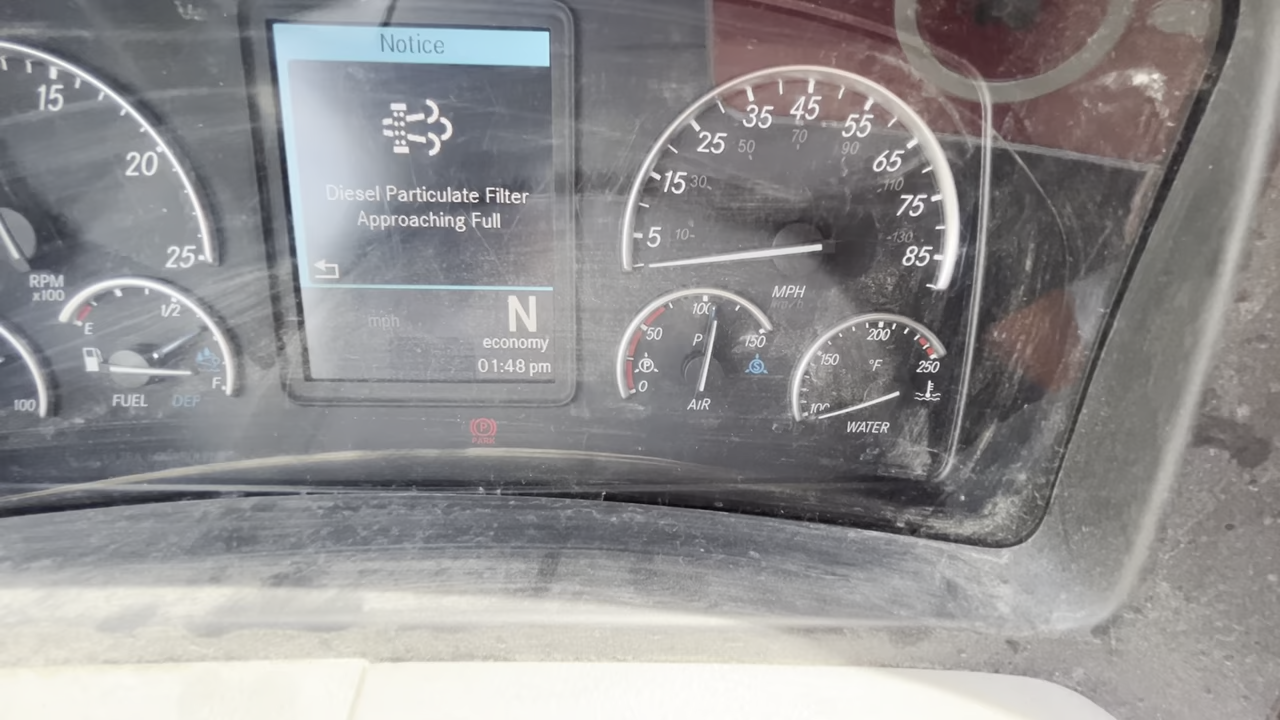 Notice
Diesel Particulate Filter
Approaching Full
N
mph
economy
01:48 pm
15
20
25
RPM
x100
E
1/2
F
FUEL
DEF
100
PARK
5
15
25
35
45
55
65
75
85
10
30
50
70
90
110
130
MPH
km/h
0
50
100
150
P
P
S
AIR
100
150
200
250
°F
WATER